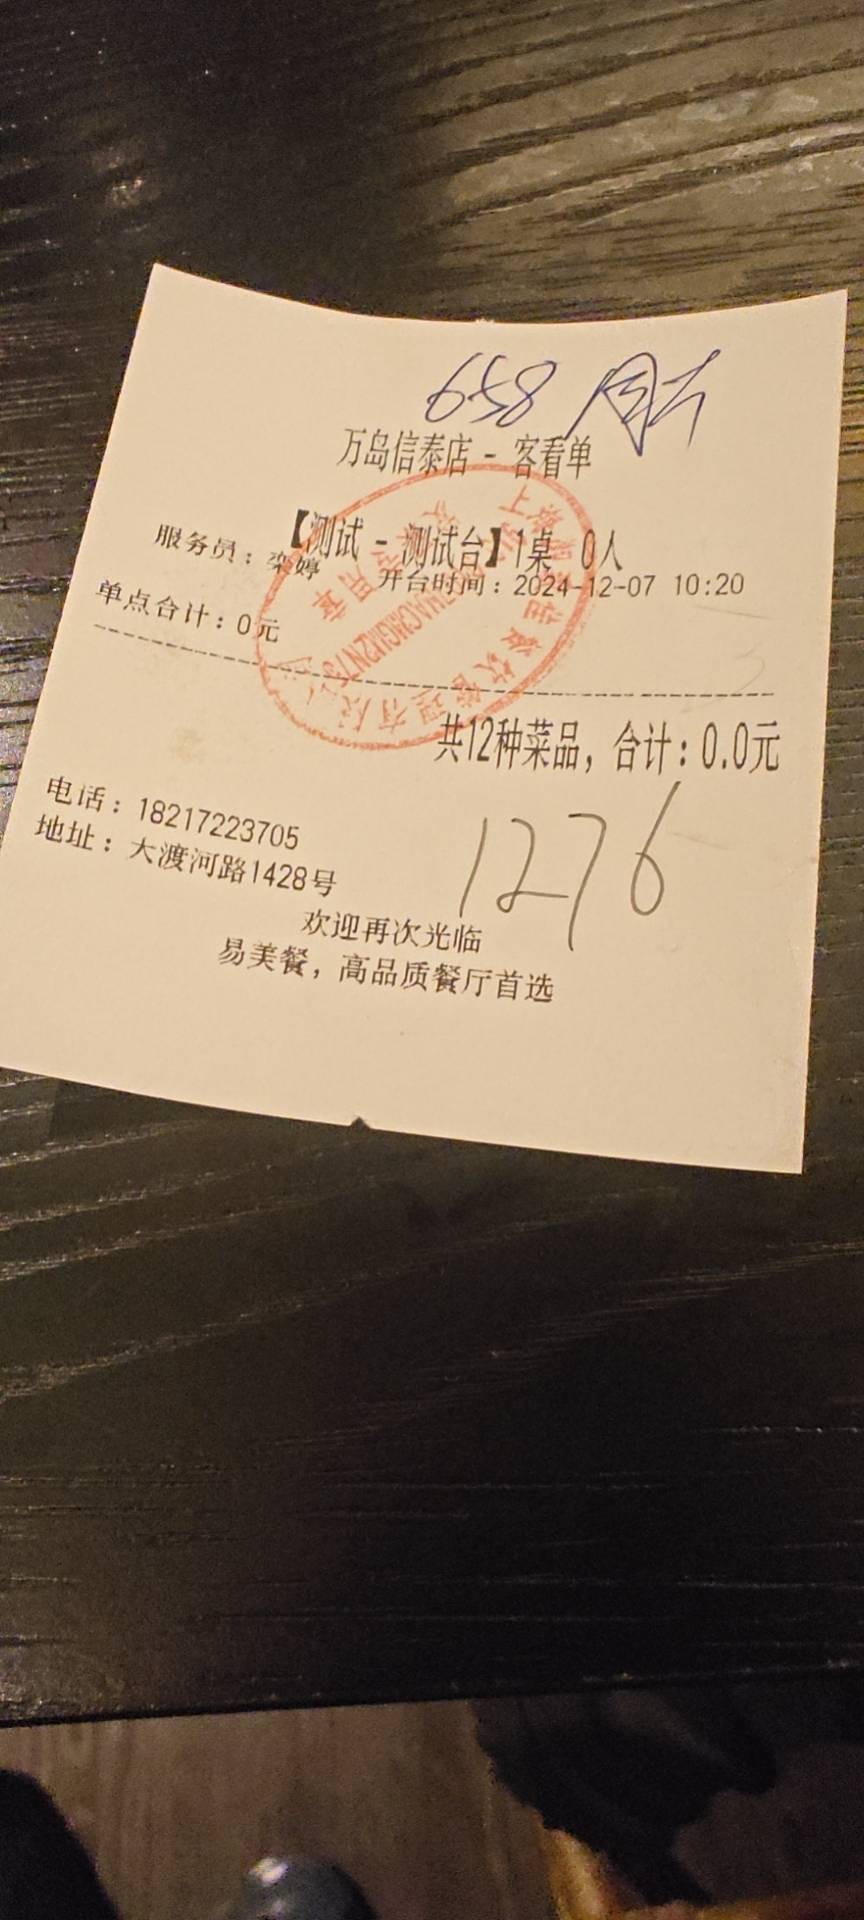 658
万岛信泰店 - 客看单
【测试 - 测试台】1桌 0人
服务员：栾婷 开台时间：2024-12-07 10:20
单点合计：0元
共12种菜品，合计：0.0元
1276
电话：18217223705
地址：大渡河路1428号
欢迎再次光临
易美餐，高品质餐厅首选